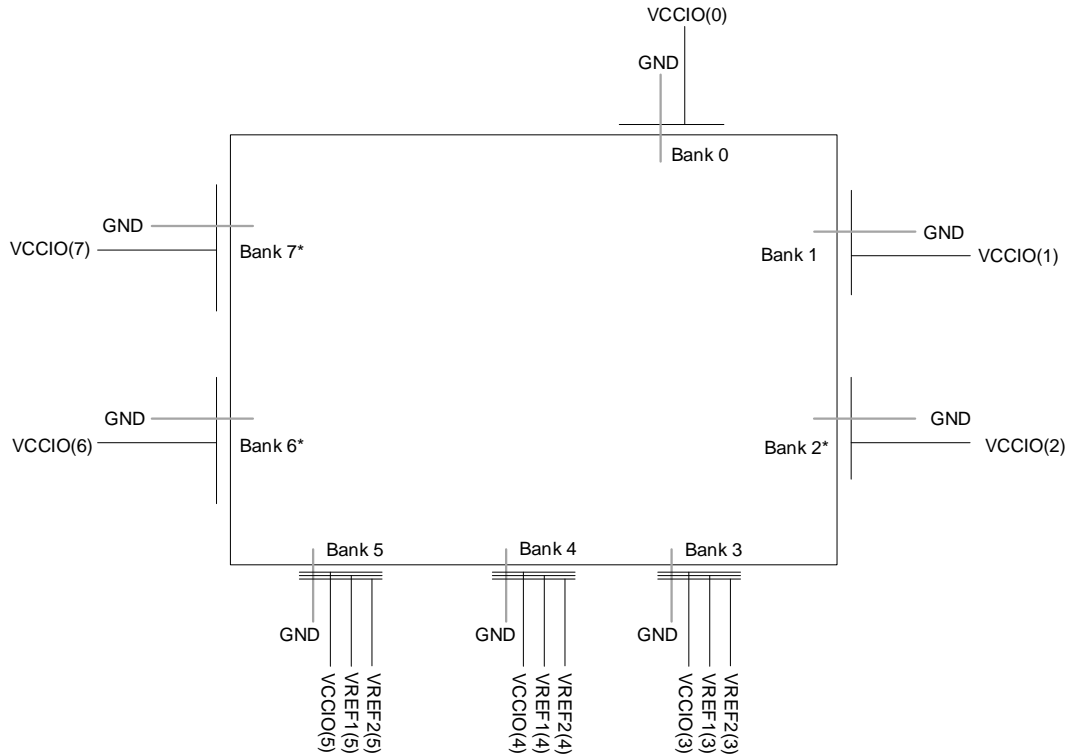 VCCIO(0)
GND
Bank 0
GND
VCCIO(7)
Bank 7*
GND
Bank 1
VCCIO(1)
GND
VCCIO(6)
Bank 6*
GND
Bank 2*
VCCIO(2)
Bank 5
Bank 4
Bank 3
GND
GND
GND
VCCIO(5)
VREF1(5)
VREF2(5)
VCCIO(4)
VREF1(4)
VREF2(4)
VCCIO(3)
VREF1(3)
VREF2(3)